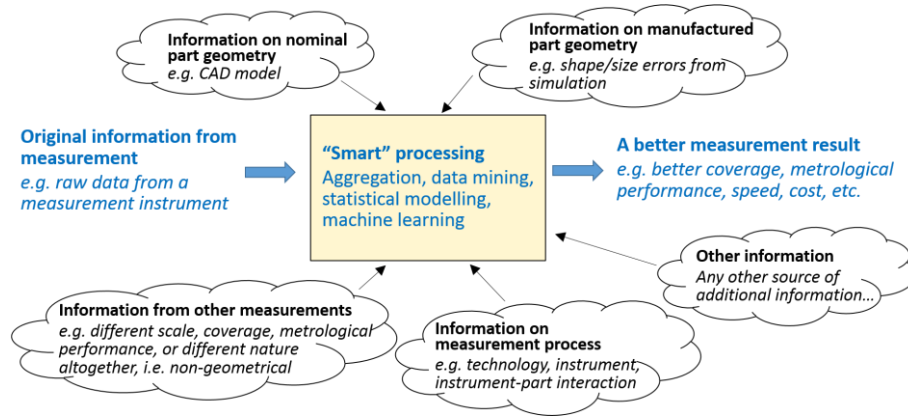 Information on nominal
part geometry
e.g. CAD model
Information on manufactured
part geometry
e.g. shape/size errors from
simulation
Original information from
measurement
e.g. raw data from a
measurement instrument
“Smart” processing
Aggregation, data mining,
statistical modelling,
machine learning
A better measurement result
e.g. better coverage, metrological
performance, speed, cost, etc.
Other information
Any other source of
additional information...
Information from other measurements
e.g. different scale, coverage, metrological
performance, or different nature
altogether, i.e. non-geometrical
Information on
measurement process
e.g. technology, instrument,
instrument-part interaction